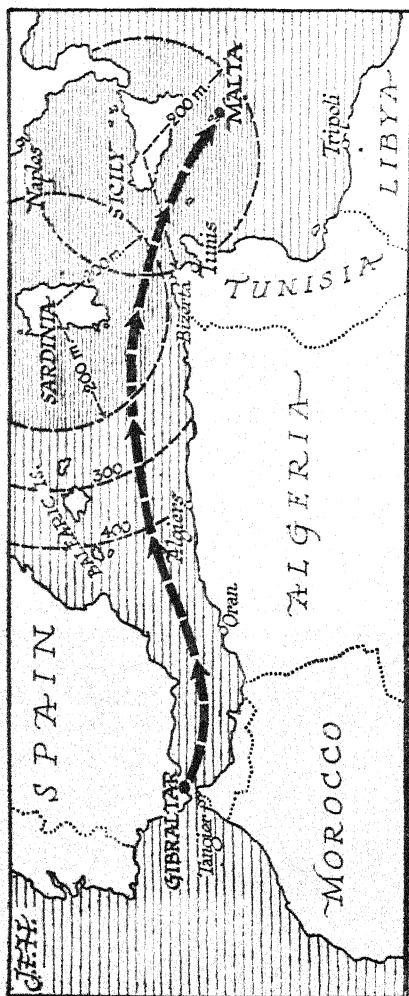 J.F.H.
SPAIN
BALEARIC IS.
400
300
SARDINIA
200 m.
200 m.
Naples
SICILY
200 m.
MALTA
GIBRALTAR
Tangier
Oran
Algiers
Bizerta
Tunis
Tripoli
MOROCCO
ALGERIA
TUNISIA
LIBYA